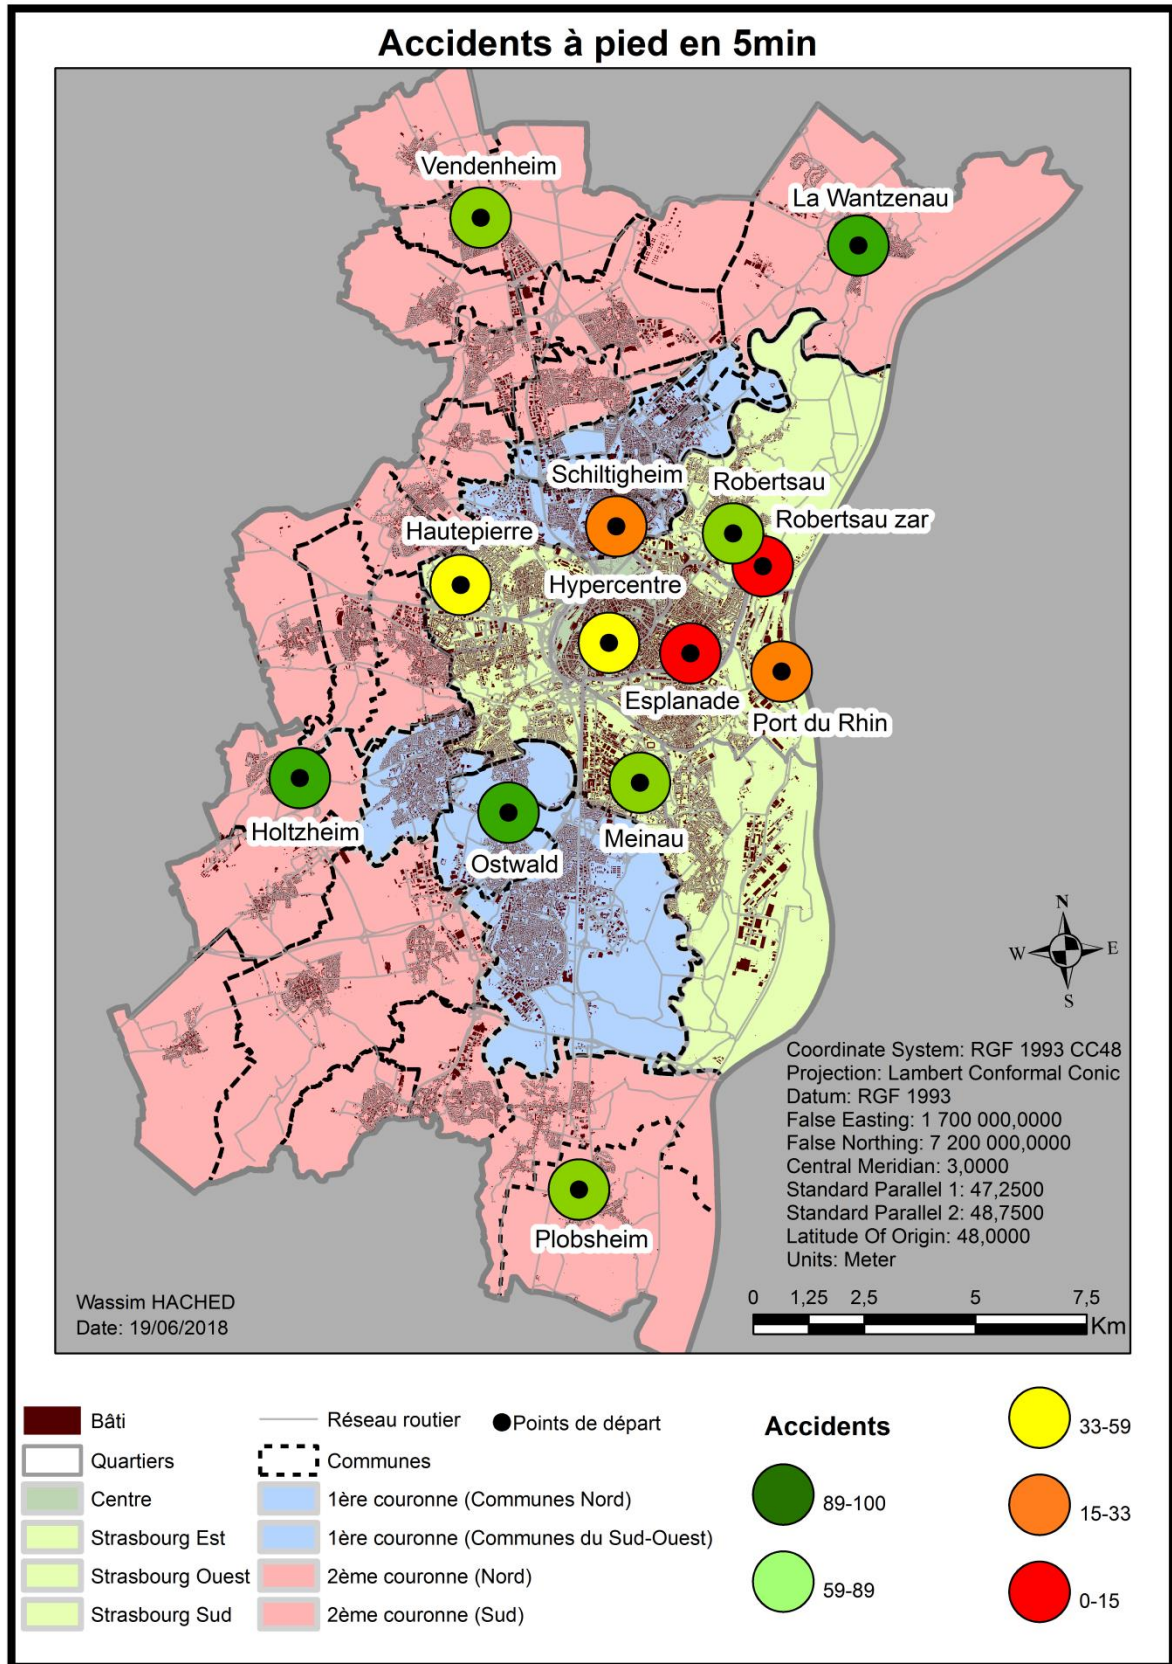 Accidents à pied en 5min
Vendenheim
La Wantzenau
Schiltigheim
Robertsau
Robertsau zar
Hautepierre
Hypercentre
Esplanade
Port du Rhin
Holtzheim
Ostwald
Meinau
Plobsheim
N
W E
S
Coordinate System: RGF 1993 CC48
Projection: Lambert Conformal Conic
Datum: RGF 1993
False Easting: 1 700 000,0000
False Northing: 7 200 000,0000
Central Meridian: 3,0000
Standard Parallel 1: 47,2500
Standard Parallel 2: 48,7500
Latitude Of Origin: 48,0000
Units: Meter
Wassim HACHED
Date: 19/06/2018
0 1,25 2,5 5 7,5
Km
Bâti
Quartiers
Centre
Strasbourg Est
Strasbourg Ouest
Strasbourg Sud
Réseau routier
Points de départ
Communes
1ère couronne (Communes Nord)
1ère couronne (Communes du Sud-Ouest)
2ème couronne (Nord)
2ème couronne (Sud)
Accidents
89-100
59-89
33-59
15-33
0-15